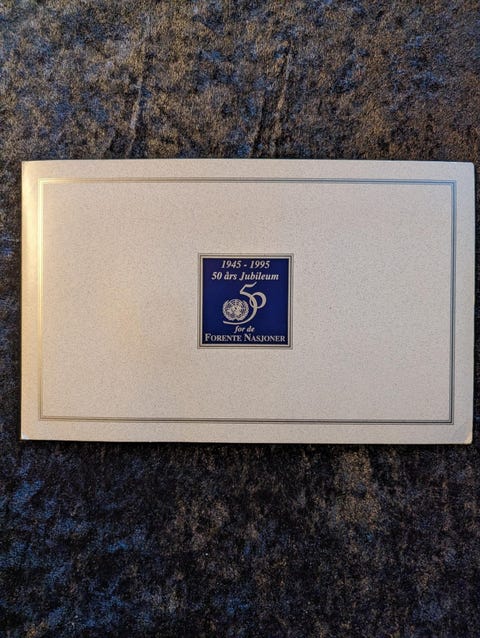 1945 - 1995
50 års Jubileum
50
for de
FORENTE NASJONER